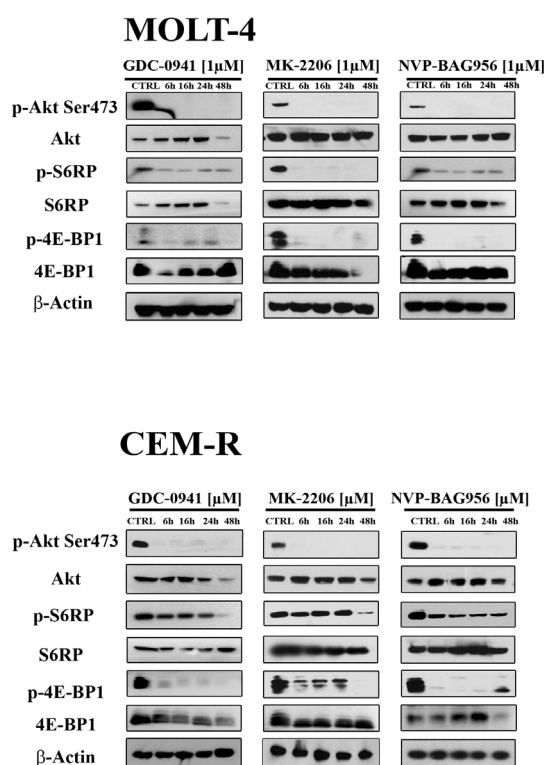 MOLT-4
GDC-0941 [1µM] MK-2206 [1µM] NVP-BAG956 [1µM]
CTRL 6h 16h 24h 48h CTRL 6h 16h 24h 48h CTRL 6h 16h 24h 48h
p-Akt Ser473
Akt
p-S6RP
S6RP
p-4E-BP1
4E-BP1
β-Actin
CEM-R
GDC-0941 [µM] MK-2206 [µM] NVP-BAG956 [µM]
CTRL 6h 16h 24h 48h CTRL 6h 16h 24h 48h CTRL 6h 16h 24h 48h
p-Akt Ser473
Akt
p-S6RP
S6RP
p-4E-BP1
4E-BP1
β-Actin